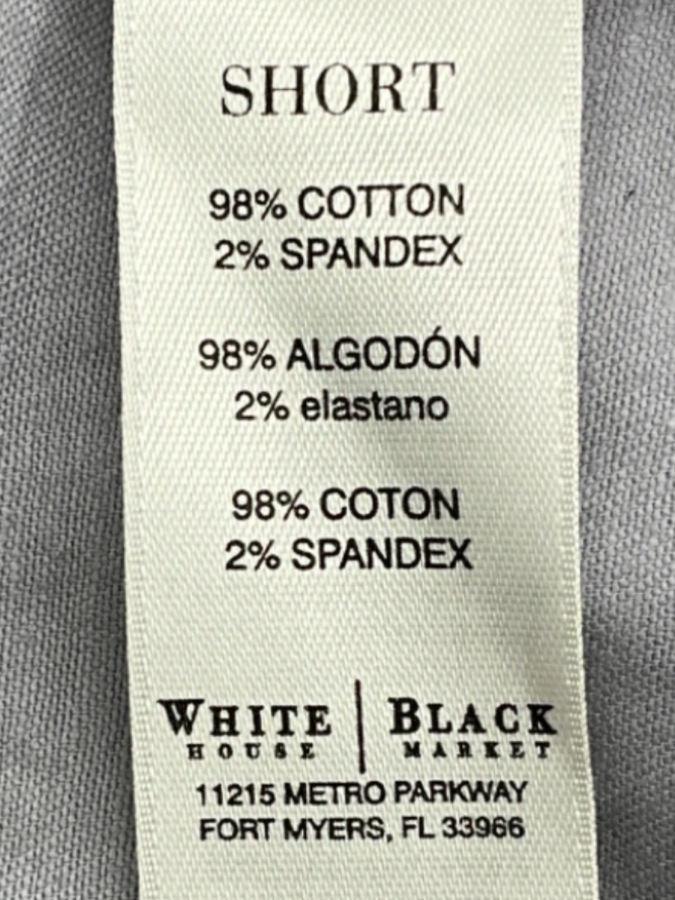 SHORT
98% COTTON
2% SPANDEX
98% ALGODÓN
2% elastano
98% COTON
2% SPANDEX
WHITE | BLACK
HOUSE MARKET
11215 METRO PARKWAY
FORT MYERS, FL 33966